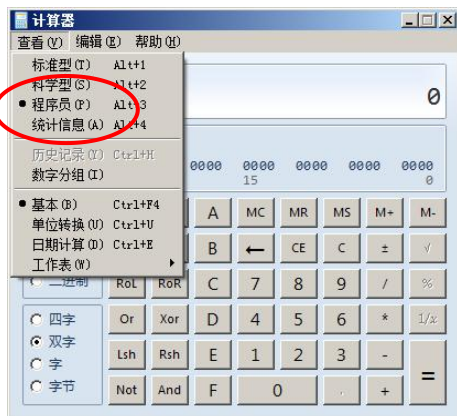 计算器
查看(V) 编辑(E) 帮助(H)
标准型(T) Alt+1
科学型(S) Alt+2
程序员(P) Alt+3
统计信息(A) Alt+4
历史记录(Y) Ctrl+H
数字分组(I)
基本(B) Ctrl+F4
单位转换(U) Ctrl+U
日期计算(D) Ctrl+E
工作表(W)
0
0000 0000 0000 0000 0000
15 0
A MC MR MS M+ M-
B ← CE C ± √
二进制 RoL RoR C 7 8 9 / %
四字 Or Xor D 4 5 6 * 1/x
双字
字 Lsh Rsh E 1 2 3 - =
字节 Not And F 0 . +